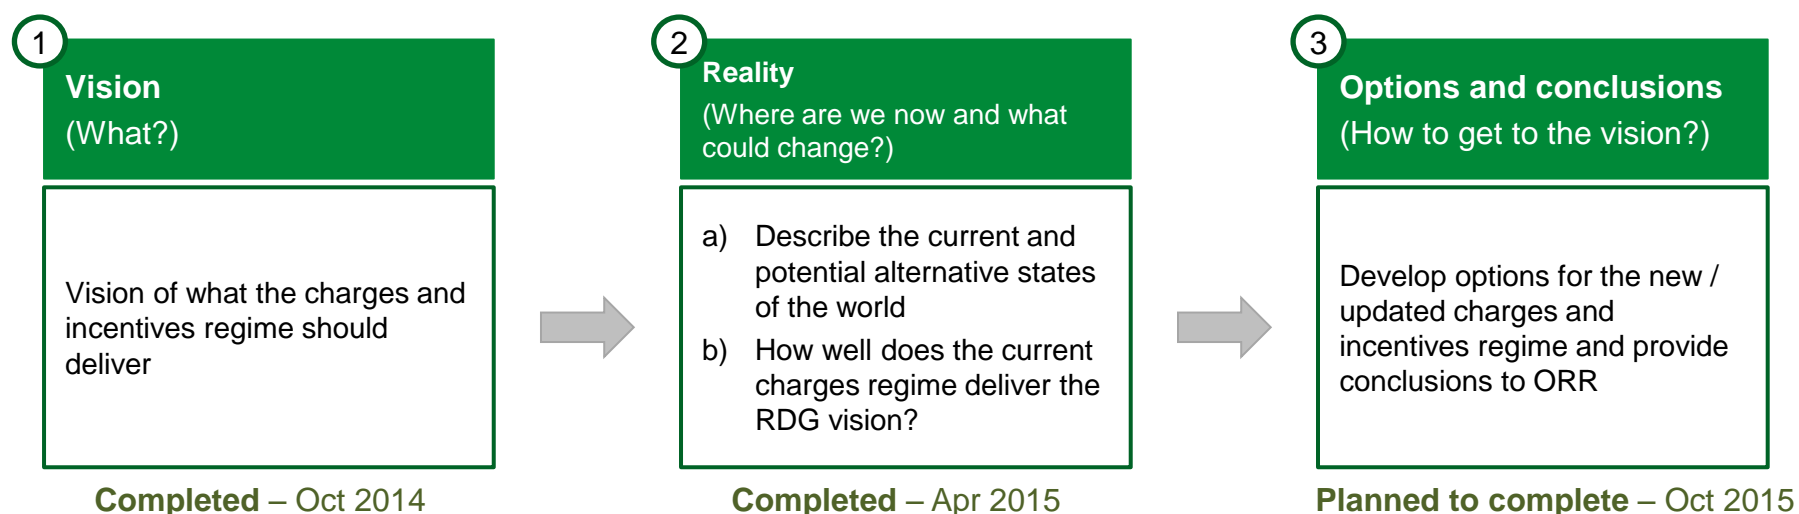 1
Vision
(What?)
Vision of what the charges and
incentives regime should
deliver
Completed – Oct 2014
2
Reality
(Where are we now and what
could change?)
a) Describe the current and
potential alternative states
of the world
b) How well does the current
charges regime deliver the
RDG vision?
Completed – Apr 2015
3
Options and conclusions
(How to get to the vision?)
Develop options for the new /
updated charges and
incentives regime and provide
conclusions to ORR
Planned to complete – Oct 2015